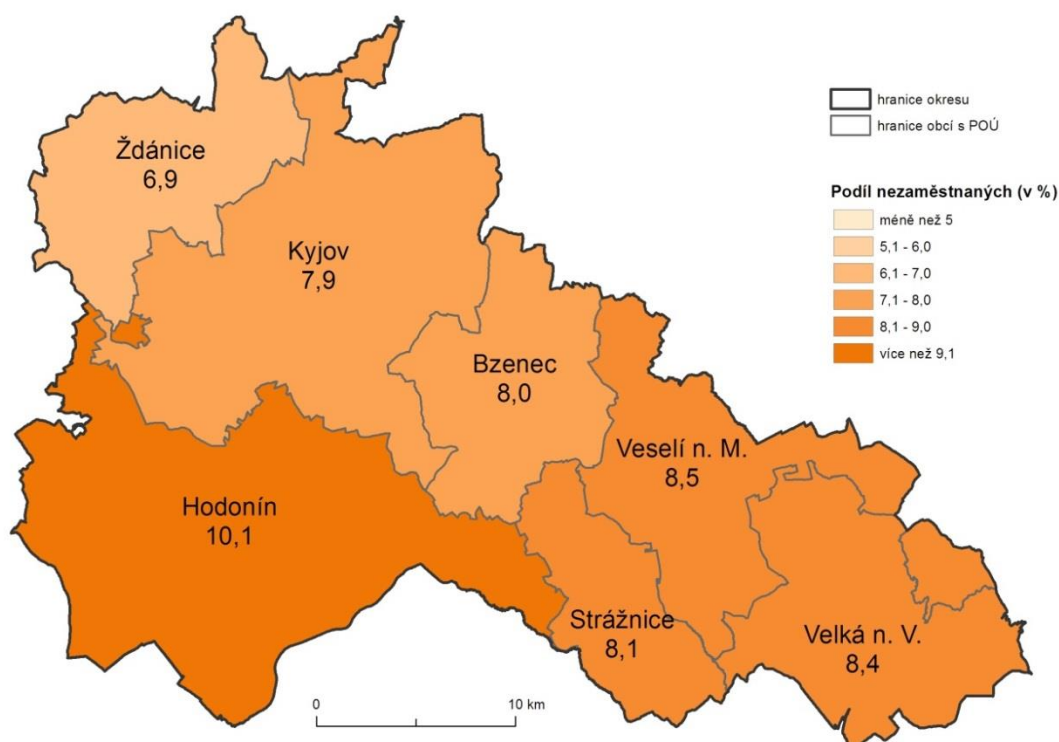 hranice okresu
hranice obcí s POÚ
Podíl nezaměstnaných (v %)
méně než 5
5,1 - 6,0
6,1 - 7,0
7,1 - 8,0
8,1 - 9,0
více než 9,1
Ždánice
6,9
Kyjov
7,9
Bzenec
8,0
Veselí n. M.
8,5
Hodonín
10,1
Strážnice
8,1
Velká n. V.
8,4
0 10 km